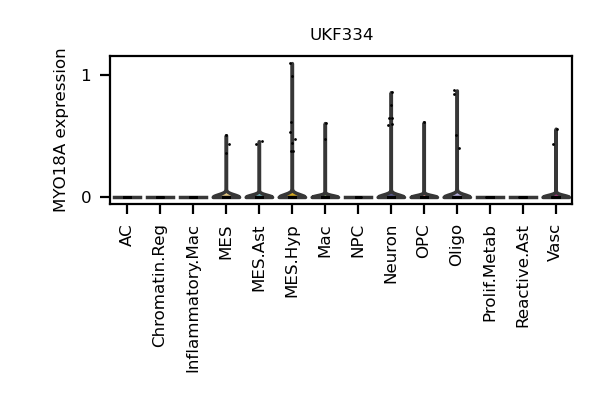 UKF334
MYO18A expression
1
0
AC
Chromatin.Reg
Inflammatory.Mac
MES
MES.Ast
MES.Hyp
Mac
NPC
Neuron
OPC
Oligo
Prolif.Metab
Reactive.Ast
Vasc